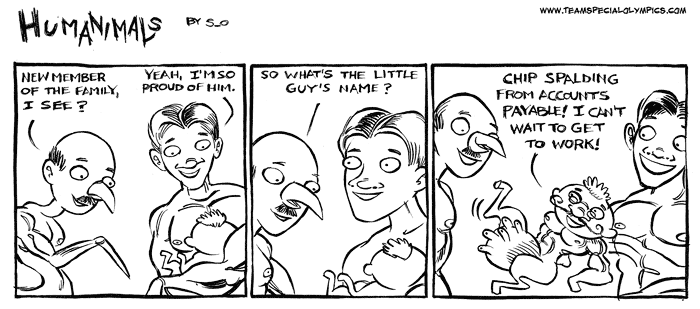 HUMANIMALS
BY S_O
WWW.TEAMSPECIALOLYMPICS.COM
NEW MEMBER
OF THE FAMILY,
I SEE?
YEAH, I'M SO
PROUD OF HIM.
SO WHAT'S THE LITTLE
GUY'S NAME?
CHIP SPALDING
FROM ACCOUNTS
PAYABLE! I CAN'T
WAIT TO GET
TO WORK!